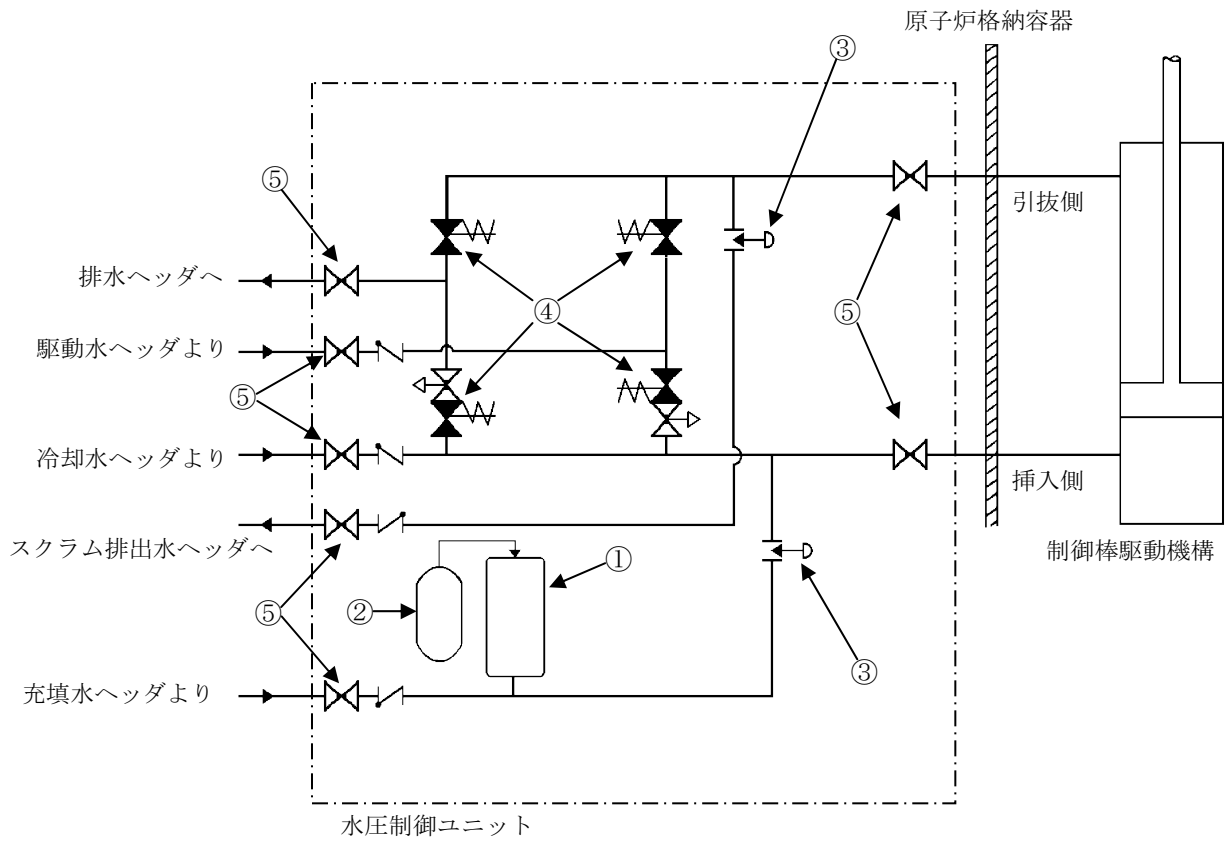 原子炉格納容器
③
⑤
引抜側
排水ヘッダへ
④
⑤
駆動水ヘッダより
⑤
冷却水ヘッダより
挿入側
スクラム排出水ヘッダへ
制御棒駆動機構
①
②
⑤
③
充填水ヘッダより
水圧制御ユニット